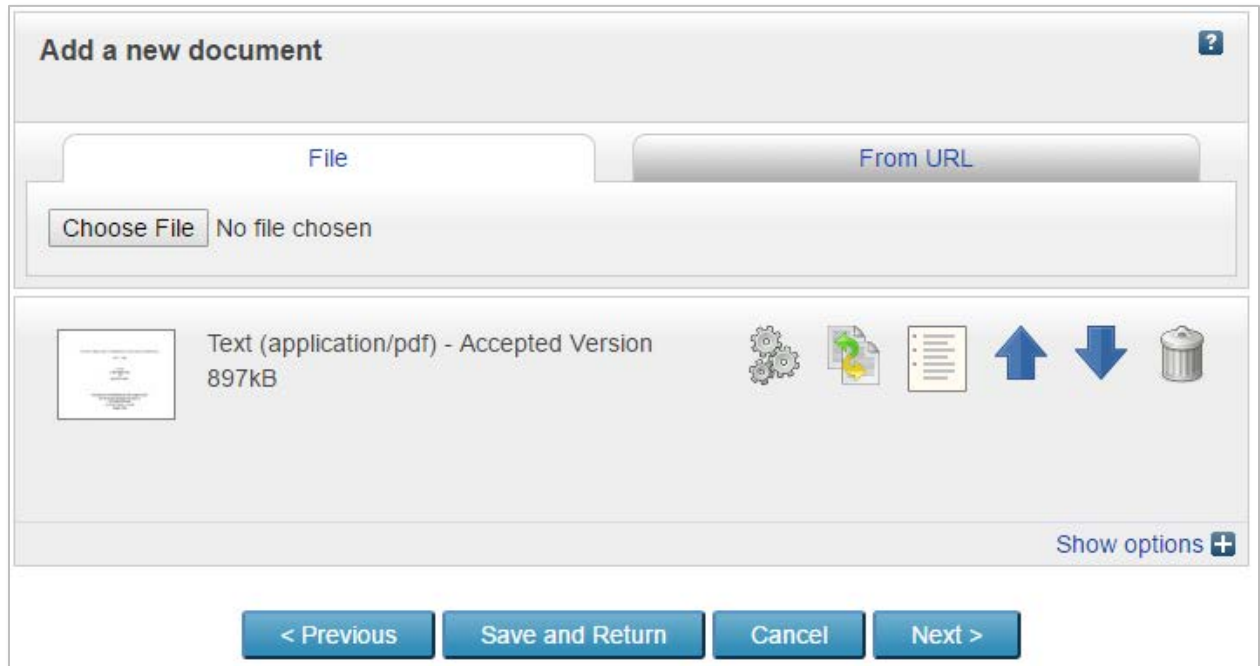 Add a new document
?
File
From URL
Choose File No file chosen
Text (application/pdf) - Accepted Version
897kB
Show options
< Previous
Save and Return
Cancel
Next >